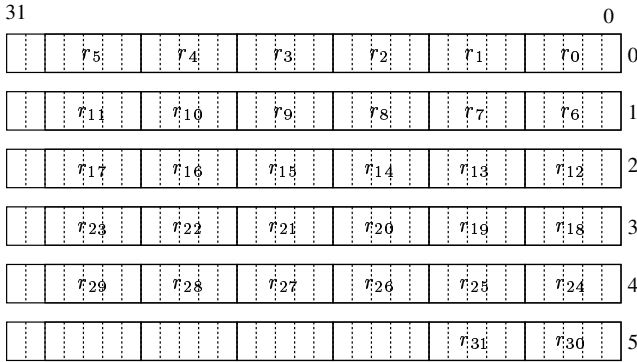 31 0
r5 r4 r3 r2 r1 r0 0
r11 r10 r9 r8 r7 r6 1
r17 r16 r15 r14 r13 r12 2
r23 r22 r21 r20 r19 r18 3
r29 r28 r27 r26 r25 r24 4
r31 r30 5